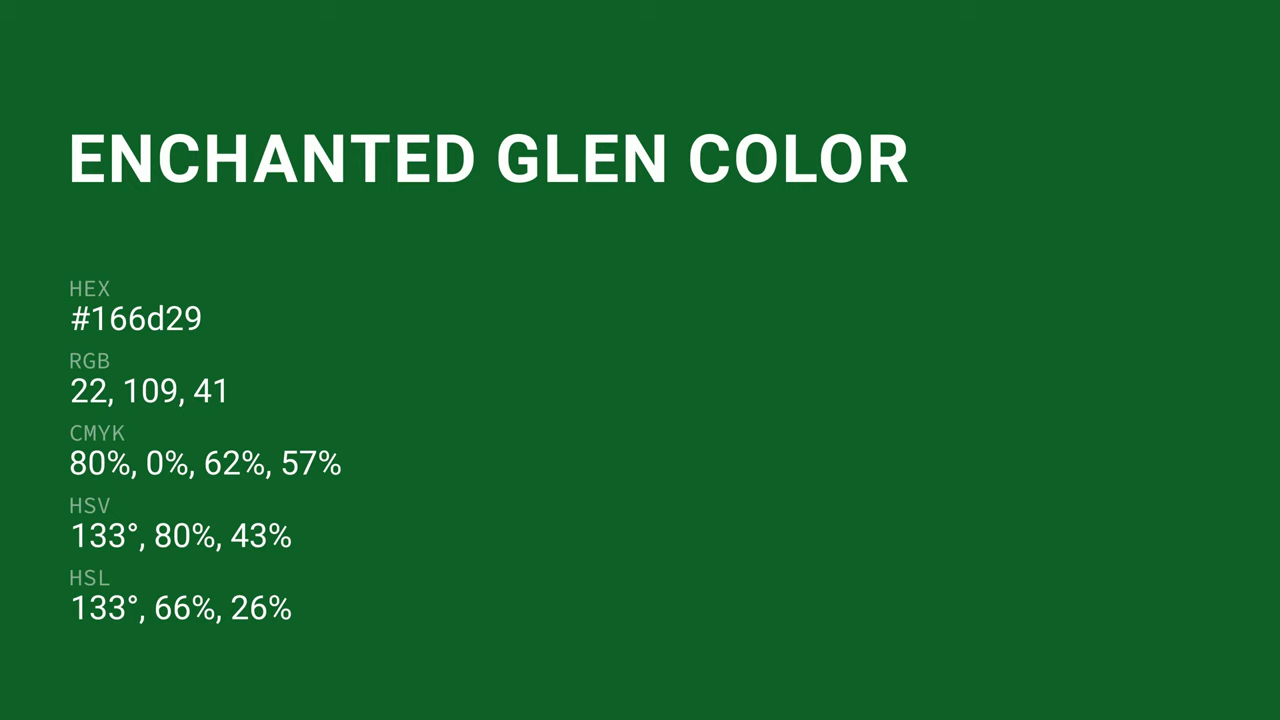 ENCHANTED GLEN COLOR
HEX
#166d29
RGB
22, 109, 41
CMYK
80%, 0%, 62%, 57%
HSV
133°, 80%, 43%
HSL
133°, 66%, 26%